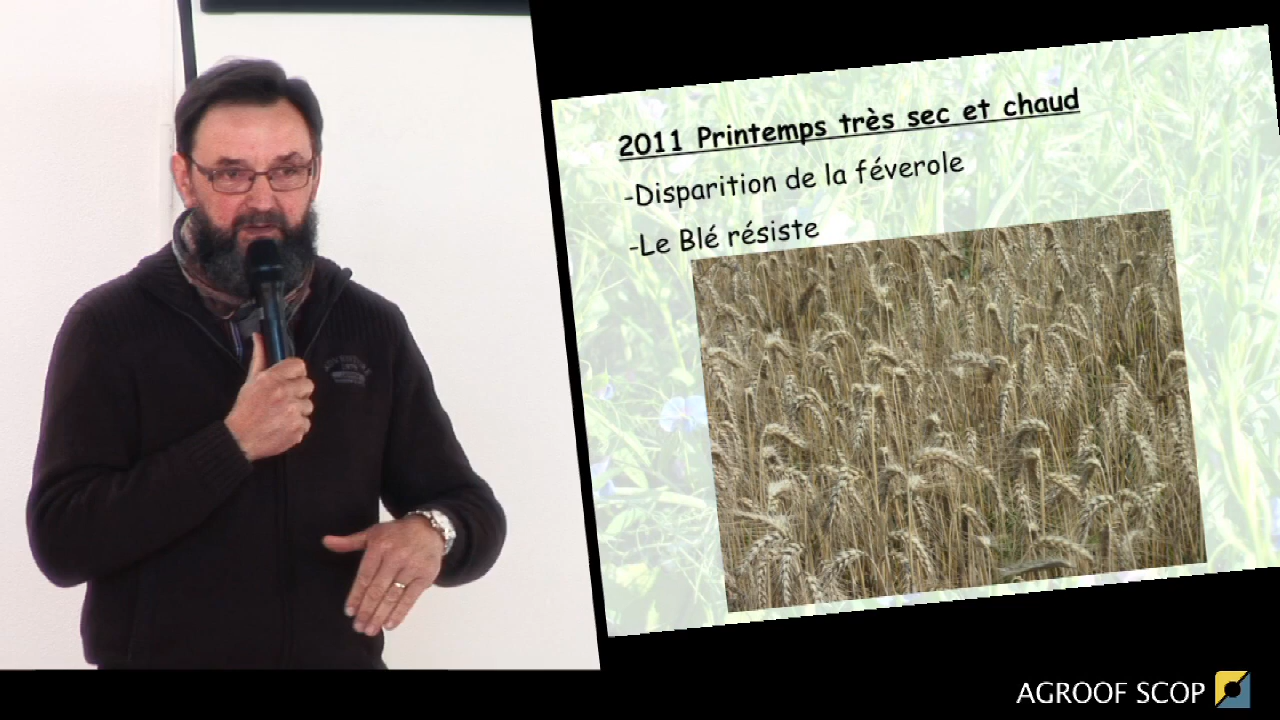 2011 Printemps très sec et chaud
-Disparition de la féverole
-Le Blé résiste
AGROOF SCOP